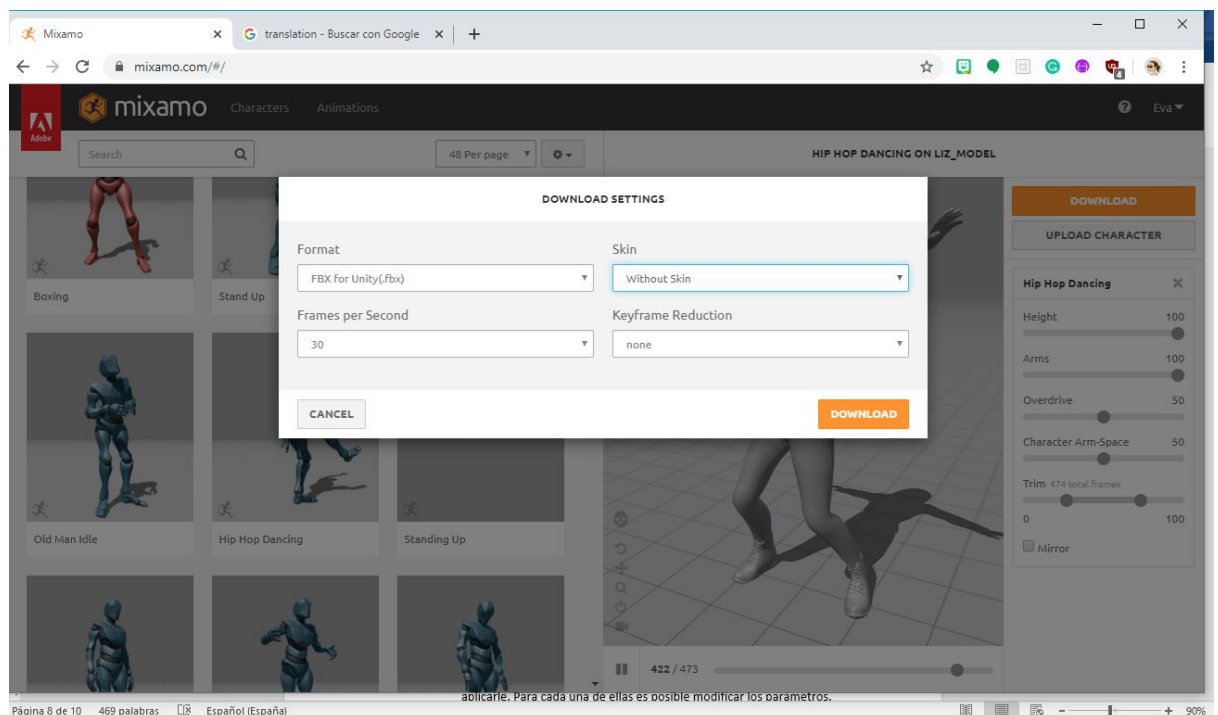 Mixamo
translation - Buscar con Google
mixamo.com/#/
4
Adobe
mixamo
Characters
Animations
Eva
Search
48 Per page
HIP HOP DANCING ON LIZ_MODEL
DOWNLOAD SETTINGS
Format
Skin
FBX for Unity(.fbx)
Without Skin
Frames per Second
Keyframe Reduction
30
none
CANCEL
DOWNLOAD
Boxing
Stand Up
Old Man Idle
Hip Hop Dancing
Standing Up
422 / 473
DOWNLOAD
UPLOAD CHARACTER
Hip Hop Dancing
Height 100
Arms 100
Overdrive 50
Character Arm-Space 50
Trim 474 total frames
0 100
Mirror
aplicarle. Para cada una de ellas es posible modificar los parámetros.
Página 8 de 10 469 palabras Español (España) 90%